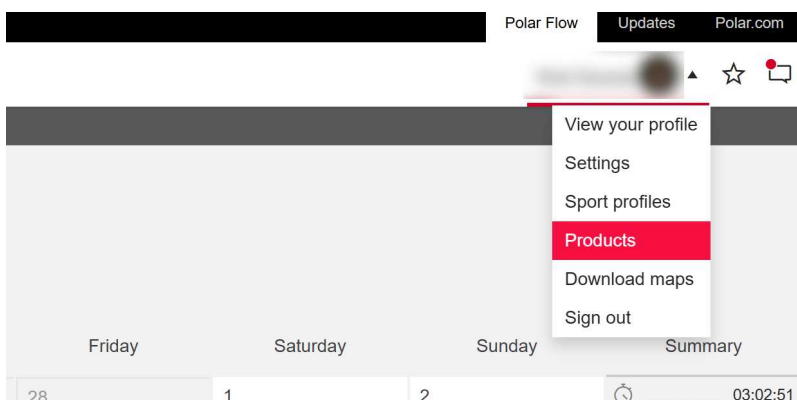 Polar Flow Updates Polar.com
View your profile
Settings
Sport profiles
Products
Download maps
Sign out
Friday Saturday Sunday Summary
28 1 2 03:02:51